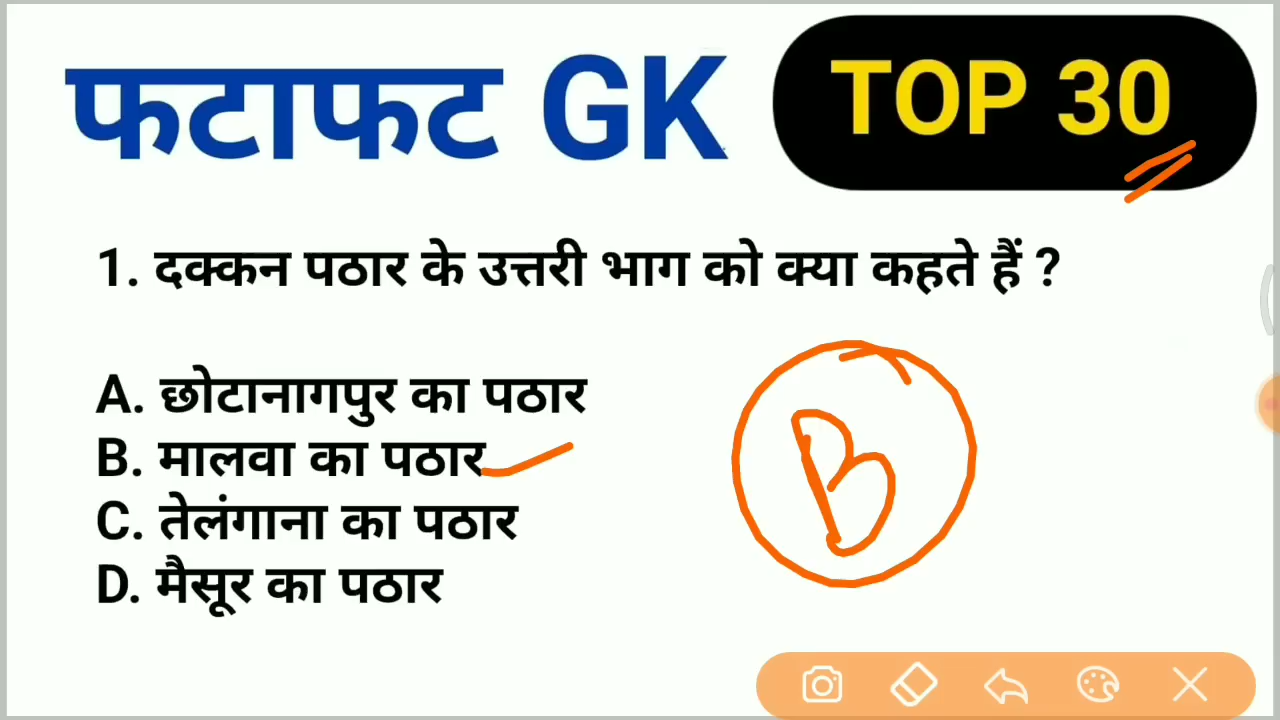 फटाफट GK TOP 30
1. दक्कन पठार के उत्तरी भाग को क्या कहते हैं ?
A. छोटानागपुर का पठार
B. मालवा का पठार
C. तेलंगाना का पठार
D. मैसूर का पठार
B